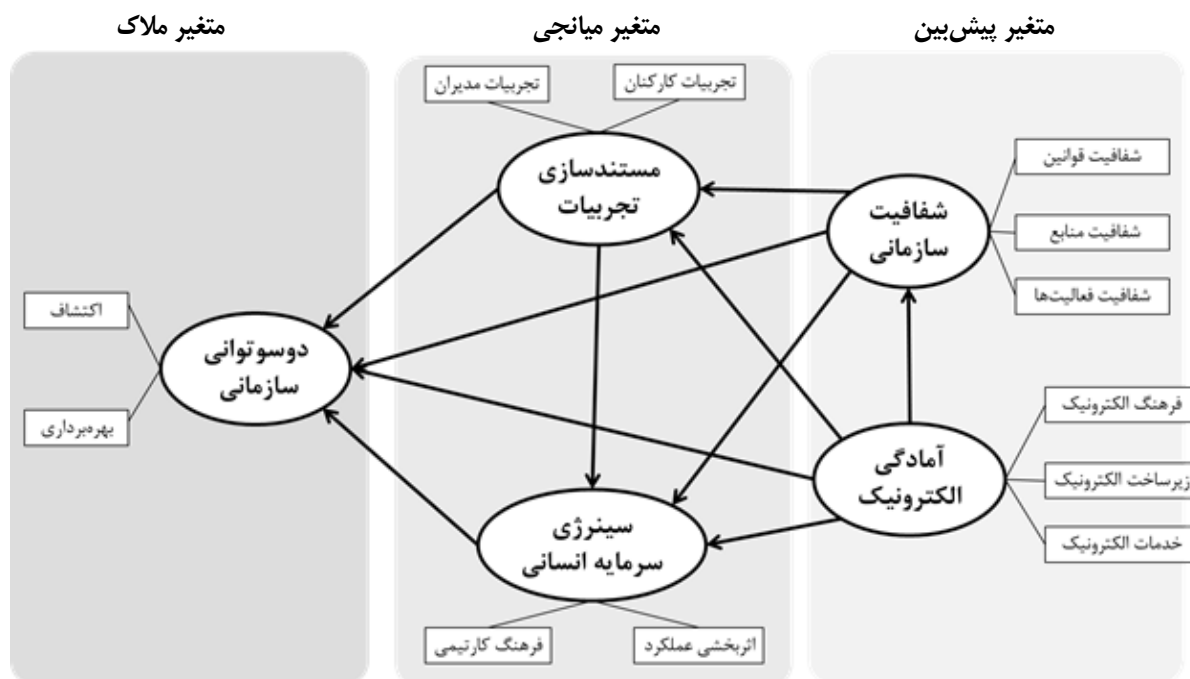 متغیر پیش‌بین
متغیر میانجی
متغیر ملاک
شفافیت قوانین
شفافیت منابع
شفافیت فعالیت‌ها
شفافیت
سازمانی
فرهنگ الکترونیک
زیرساخت الکترونیک
خدمات الکترونیک
آمادگی
الکترونیک
تجربیات کارکنان
تجربیات مدیران
مستندسازی
تجربیات
سینرژی
سرمایه انسانی
اثربخشی عملکرد
فرهنگ کارتیمی
دوسوتوانی
سازمانی
اکتشاف
بهره‌برداری